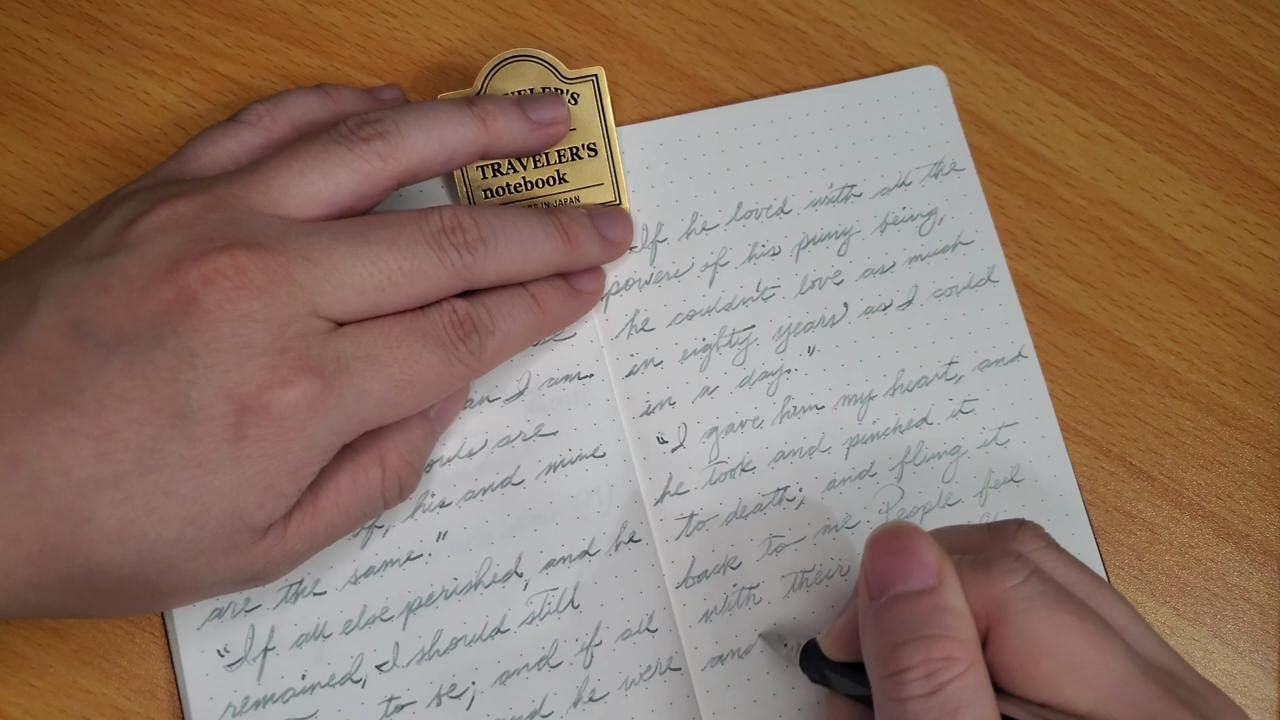 TRAVELER'S
notebook
IN JAPAN
an I am.
are
his and mine
are the same."
"If all else perished, and he
remained, I should still
to be; and if all
and he were
If he loved with all the
powers of his puny being,
he couldn't love as much
in eighty years as I could
in a day."
"I gave him my heart, and
he took and pinched it
to death; and flung it
back to me. People feel
with their
and